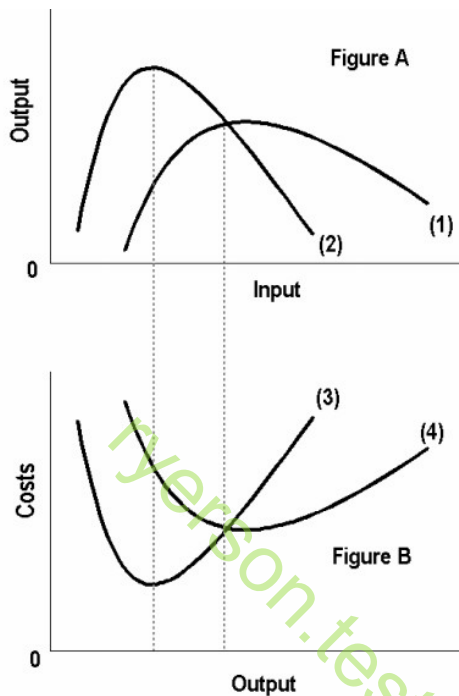 Figure A
Output
(1)
(2)
0
Input
(3)
(4)
Costs
Figure B
0
Output
ryerson.tes